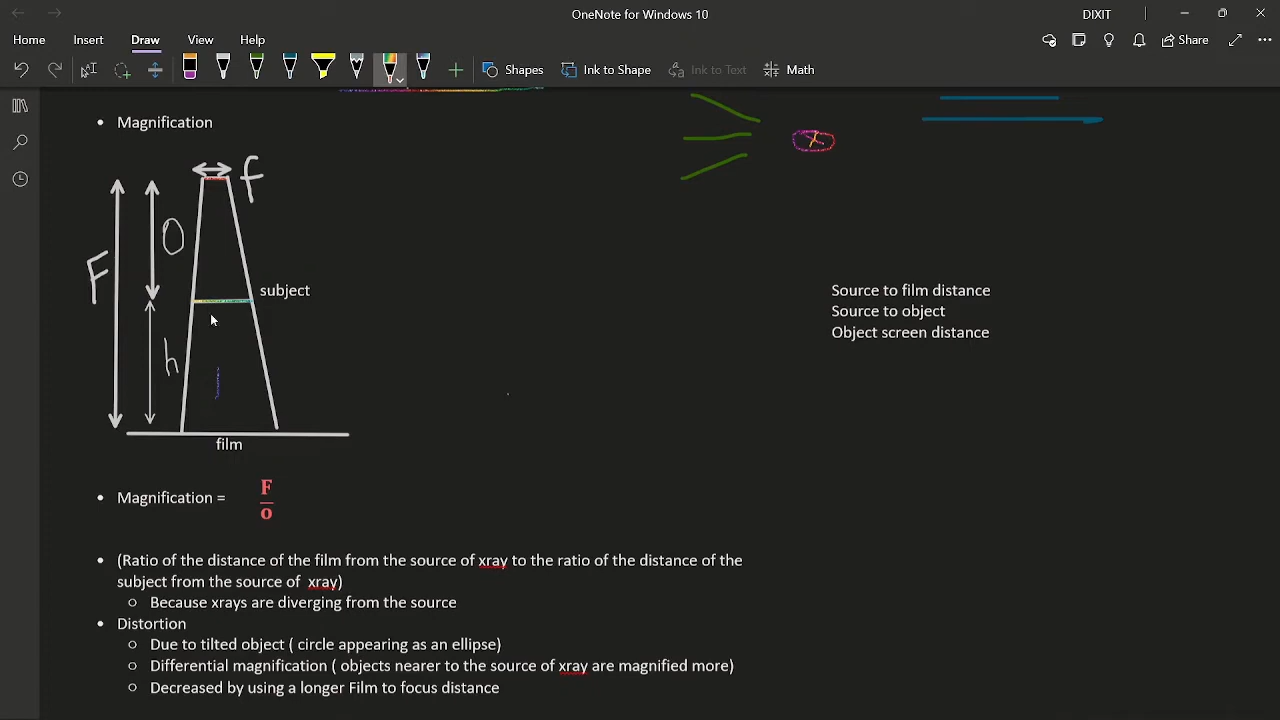 OneNote for Windows 10
DIXIT
Home
Insert
Draw
View
Help
Share
Shapes
Ink to Shape
Ink to Text
Math
Magnification
f
F
O
subject
h
film
Source to film distance
Source to object
Object screen distance
Magnification =
F
o
(Ratio of the distance of the film from the source of xray to the ratio of the distance of the
subject from the source of xray)
Because xrays are diverging from the source
Distortion
Due to tilted object ( circle appearing as an ellipse)
Differential magnification ( objects nearer to the source of xray are magnified more)
Decreased by using a longer Film to focus distance